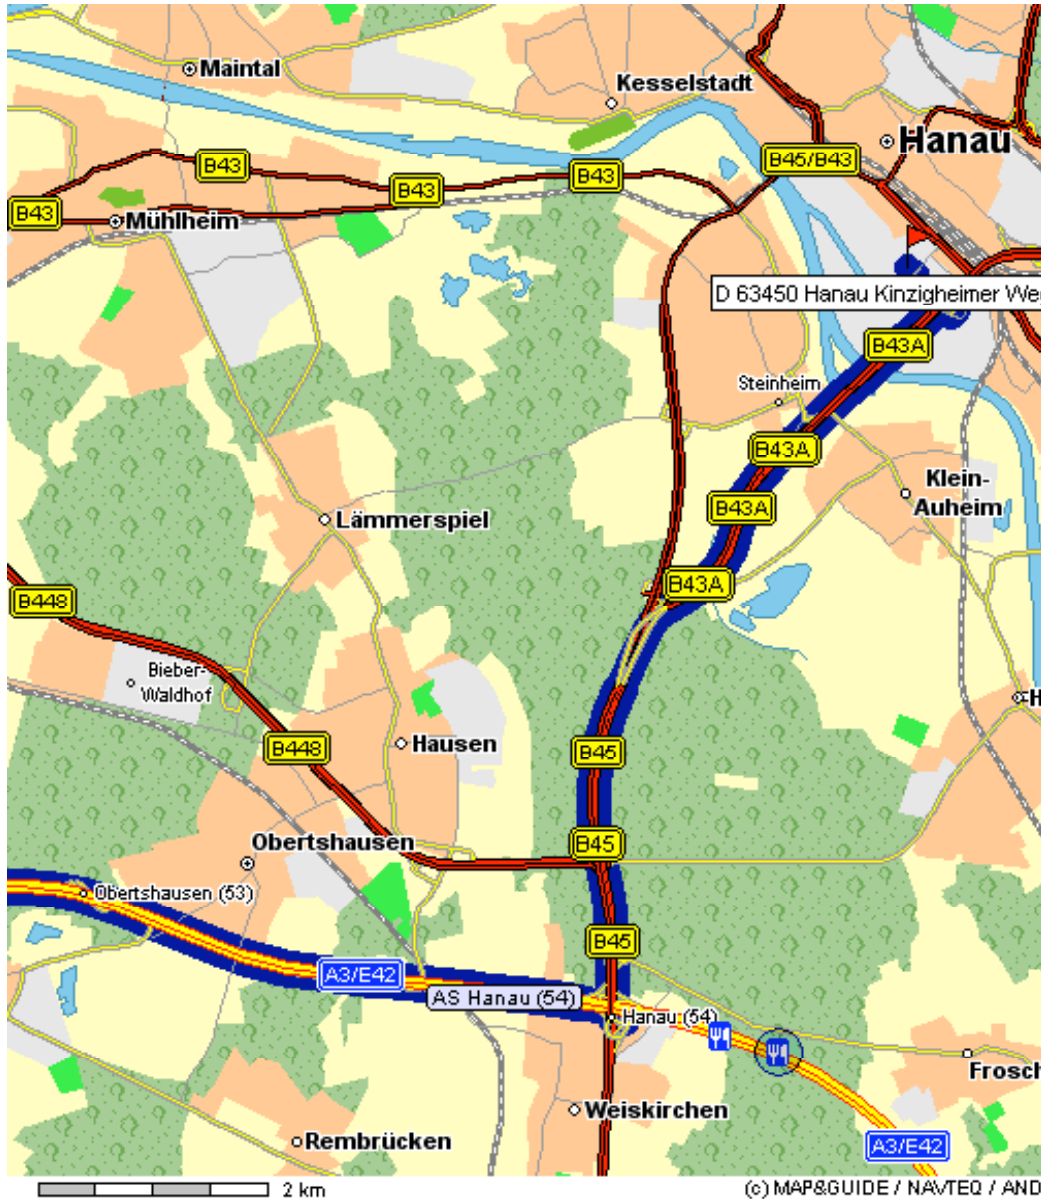 Maintal
Kesselstadt
Hanau
B45/B43
B43
B43
B43
B43
Mühlheim
D 63450 Hanau Kinzigheimer Weg
B43A
Steinheim
B43A
Klein-
Auheim
B43A
Lämmerspiel
B43A
B448
Bieber-
Waldhof
H
B448
Hausen
B45
Obertshausen
B45
Obertshausen (53)
B45
A3/E42
AS Hanau (54)
Hanau (54)
Frosch
Weiskirchen
Rembrücken
A3/E42
2 km
(c) MAP&GUIDE / NAVTEQ / AND